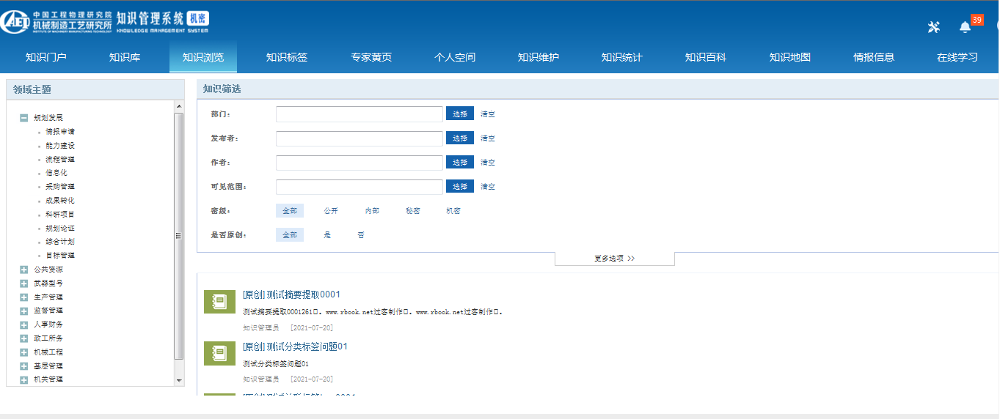 中国工程物理研究院
机械制造工艺研究所
INSTITUTE OF MACHINERY MANUFACTURING TECHNOLOGY
知识管理系统 机密
KNOWLEDGE MANAGEMENT SYSTEM
39
知识门户 知识库 知识浏览 知识标签 专家黄页 个人空间 知识维护 知识统计 知识百科 知识地图 情报信息 在线学习
领域主题
规划发展
情报申请
能力建设
流程管理
信息化
采购管理
成果转化
科研项目
规划论证
综合计划
目标管理
公共资源
武器型号
生产管理
监督管理
人事财务
政工所务
机械工程
基层管理
机关管理
知识筛选
部门： 选择 清空
发布者： 选择 清空
作者： 选择 清空
可见范围： 选择 清空
密级： 全部 公开 内部 秘密 机密
是否原创： 全部 是 否
更多选项 >>
[原创] 测试摘要提取0001
测试摘要提取0001261。www.rbook.net过客制作。www.rbook.net过客制作。
知识管理员 [2021-07-20]
[原创] 测试分类标签问题01
测试分类标签问题01
知识管理员 [2021-07-20]